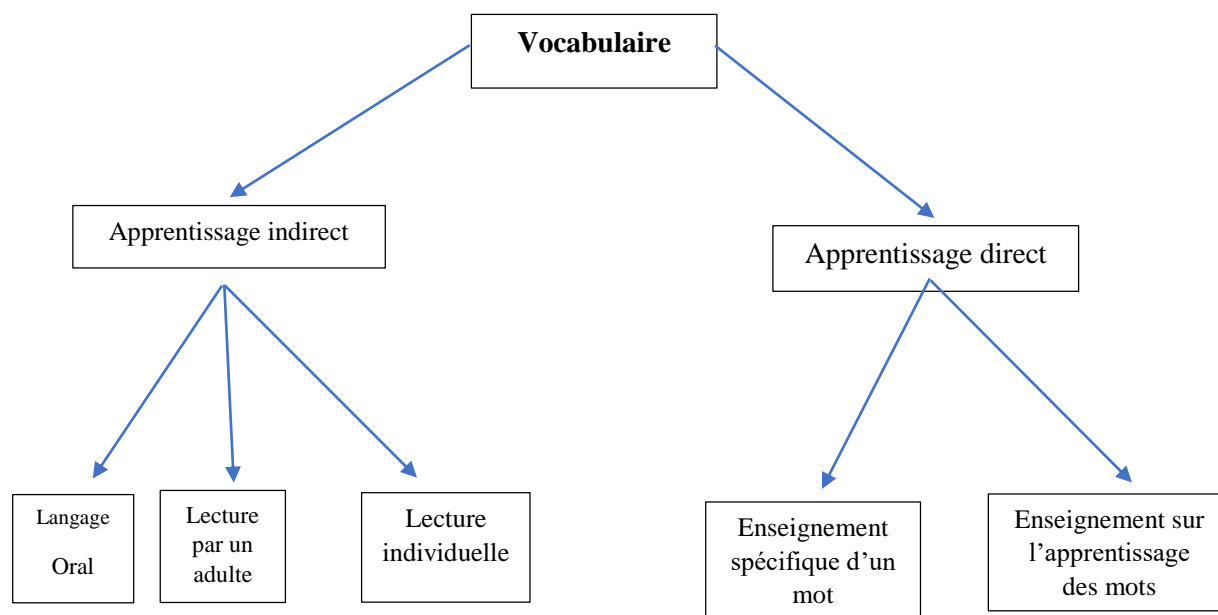 Vocabulaire
Apprentissage indirect
Apprentissage direct
Langage
Oral
Lecture
par un
adulte
Lecture
individuelle
Enseignement
spécifique d’un
mot
Enseignement sur
l’apprentissage
des mots